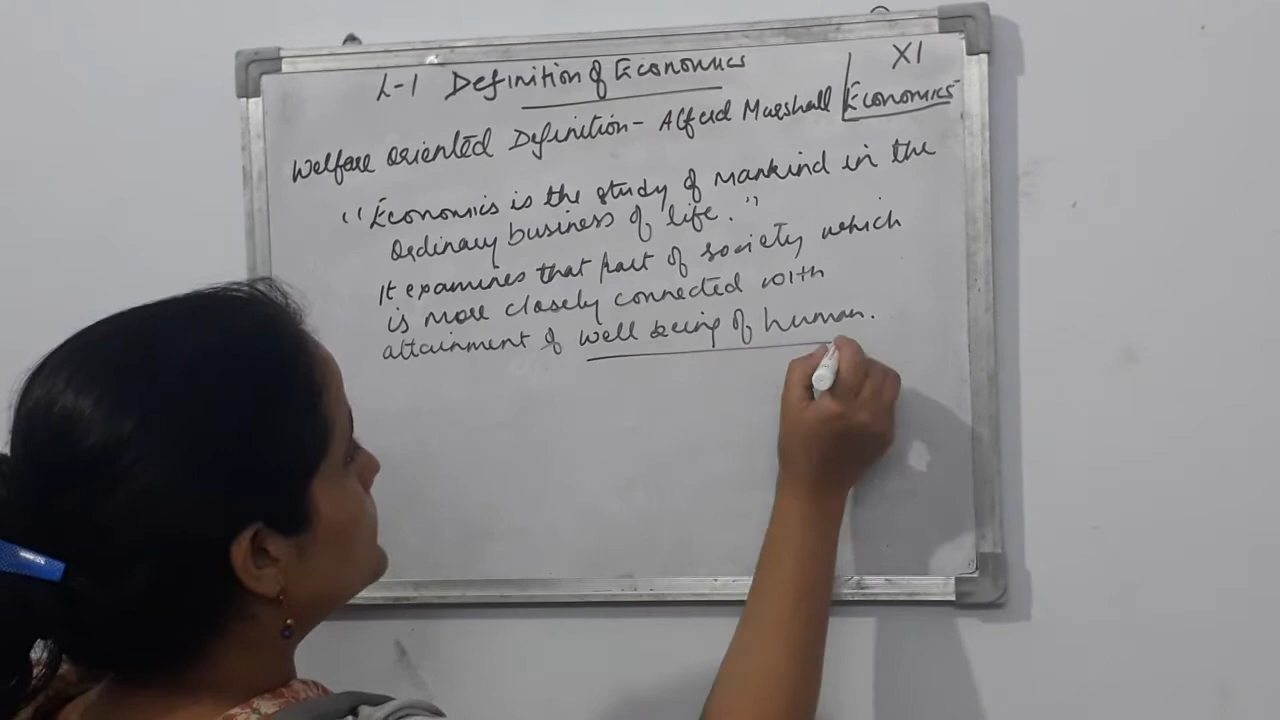 L-1 Definition of Economics
XI
Economics
Welfare Oriented Definition - Alfred Marshall
"Economics is the study of Mankind in the
Ordinary business of life."
It examines that part of society which
is more closely connected with
attainment of well being of human.